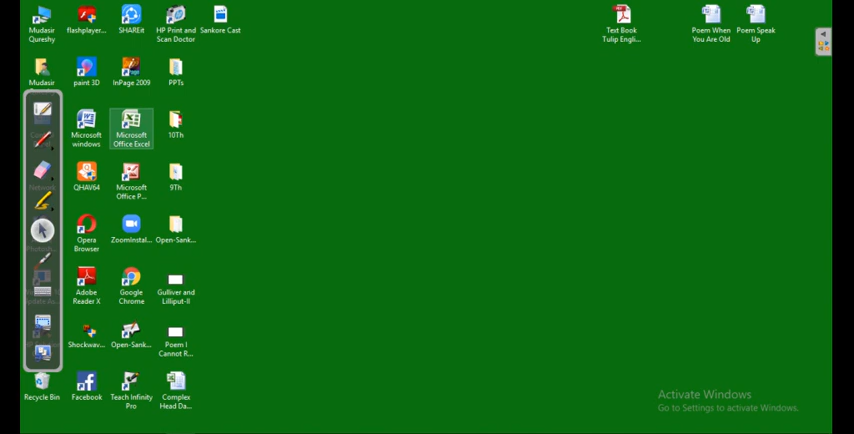 Mudasir
Qureshy
flashplayer...
SHAREit
HP Print and
Scan Doctor
Sankore Cast
Text Book
Tulip Engli...
Poem When
You Are Old
Poem Speak
Up
Mudasir
paint 3D
InPage 2009
PPTs
Microsoft
windows
Microsoft
Office Excel
10Th
Network
QHAV64
Microsoft
Office P...
9Th
Opera
Browser
ZoomInstal...
Open-Sank...
Adobe
Reader X
Google
Chrome
Gulliver and
Lilliput-II
Shockwav...
Open-Sank...
Poem I
Cannot R...
Recycle Bin
Facebook
Teach Infinity
Pro
Complex
Head Da...
Activate Windows
Go to Settings to activate Windows.